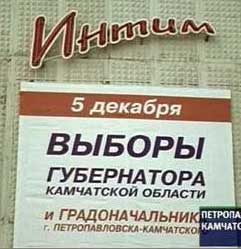 Интим
5 декабря
ВЫБОРЫ
ГУБЕРНАТОРА
КАМЧАТСКОЙ ОБЛАСТИ
и ГРАДОНАЧАЛЬНИК
г. ПЕТРОПАВЛОВСКА-КАМЧАТСКОГО
ПЕТРОПА
КАМЧАТ